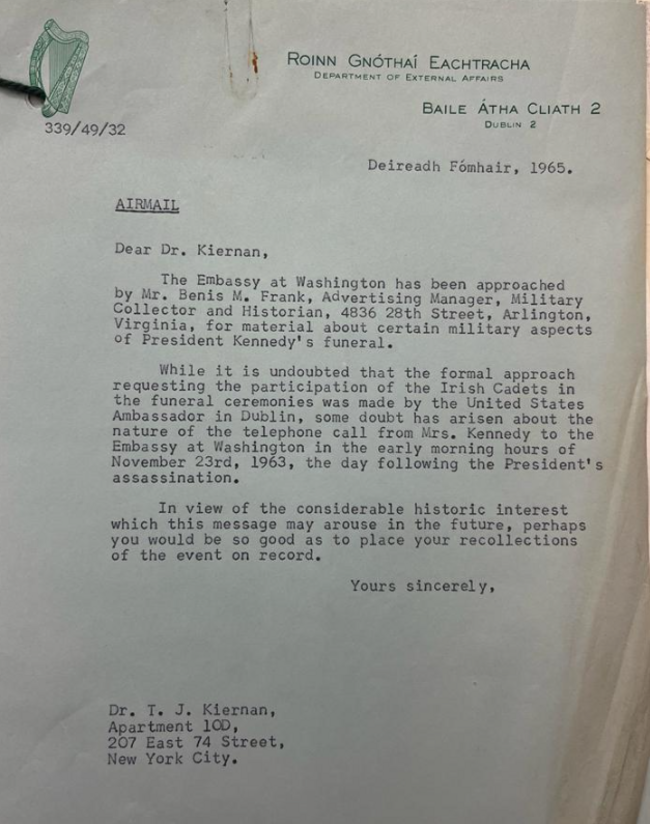 ROINN GNÓTHAÍ EACHTRACHA
DEPARTMENT OF EXTERNAL AFFAIRS
BAILE ÁTHA CLIATH 2
DUBLIN 2
339/49/32
Deireadh Fómhair, 1965.
AIRMAIL
Dear Dr. Kiernan,
The Embassy at Washington has been approached
by Mr. Benis M. Frank, Advertising Manager, Military
Collector and Historian, 4836 28th Street, Arlington,
Virginia, for material about certain military aspects
of President Kennedy's funeral.
While it is undoubted that the formal approach
requesting the participation of the Irish Cadets in
the funeral ceremonies was made by the United States
Ambassador in Dublin, some doubt has arisen about the
nature of the telephone call from Mrs. Kennedy to the
Embassy at Washington in the early morning hours of
November 23rd, 1963, the day following the President's
assassination.
In view of the considerable historic interest
which this message may arouse in the future, perhaps
you would be so good as to place your recollections
of the event on record.
Yours sincerely,
Dr. T. J. Kiernan,
Apartment 10D,
207 East 74 Street,
New York City.